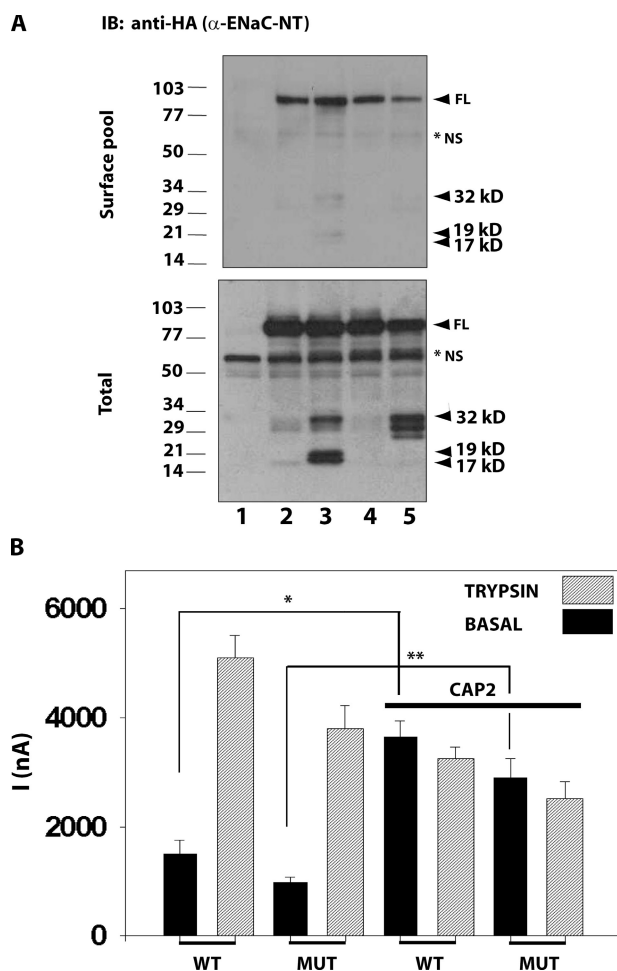 A
IB: anti-HA (α-ENaC-NT)
Surface pool
103
77
50
34
29
21
14
FL
* NS
32 kD
19 kD
17 kD
Total
103
77
50
34
29
21
14
FL
* NS
32 kD
19 kD
17 kD
1 2 3 4 5
B
I (nA)
6000
4000
2000
0
TRYPSIN
BASAL
*
**
CAP2
WT MUT WT MUT